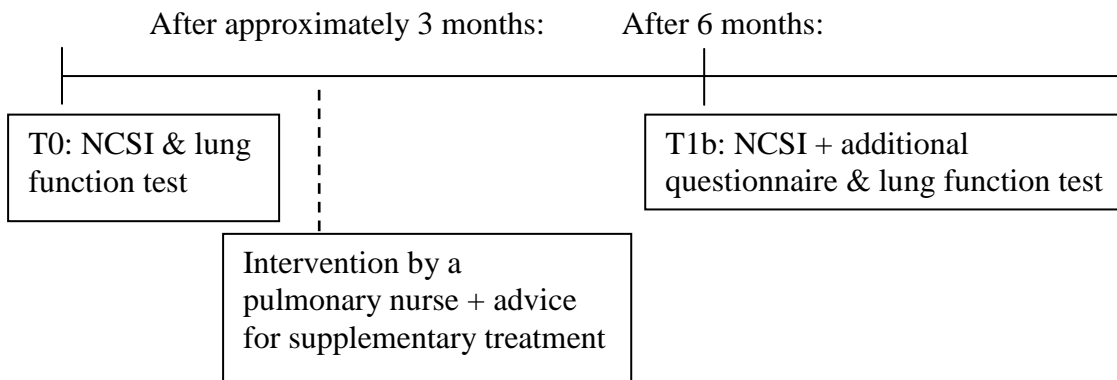 After approximately 3 months: After 6 months:
T0: NCSI & lung
function test
T1b: NCSI + additional
questionnaire & lung function test
Intervention by a
pulmonary nurse + advice
for supplementary treatment